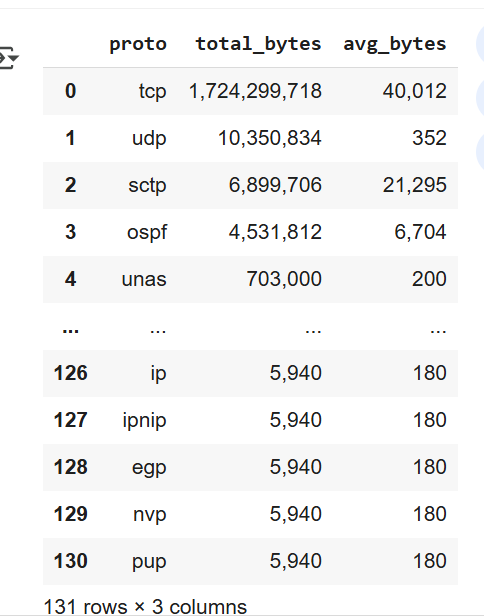 proto total_bytes avg_bytes
0 tcp 1,724,299,718 40,012
1 udp 10,350,834 352
2 sctp 6,899,706 21,295
3 ospf 4,531,812 6,704
4 unas 703,000 200
... ... ... ...
126 ip 5,940 180
127 ipnip 5,940 180
128 egp 5,940 180
129 nvp 5,940 180
130 pup 5,940 180
131 rows × 3 columns